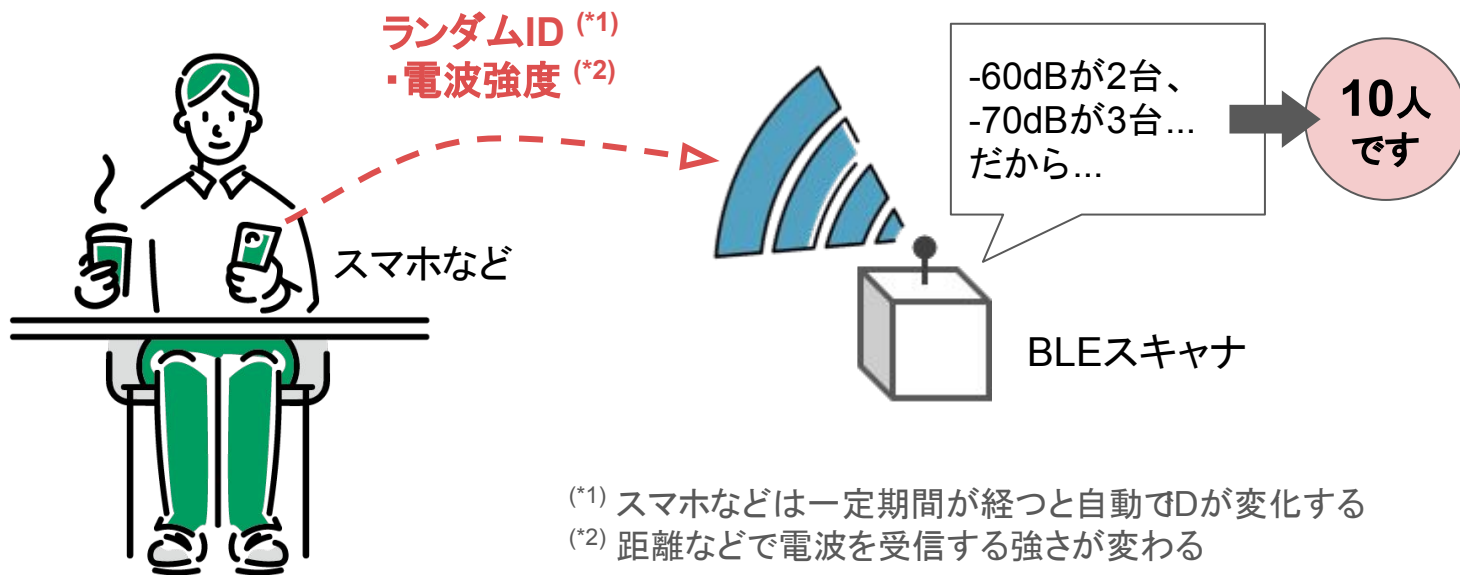 ランダムID (*1)
・電波強度 (*2)
-60dBが2台、
-70dBが3台...
だから...
10人
です
スマホなど
BLEスキャナ
(*1) スマホなどは一定期間が経つと自動でIDが変化する
(*2) 距離などで電波を受信する強さが変わる